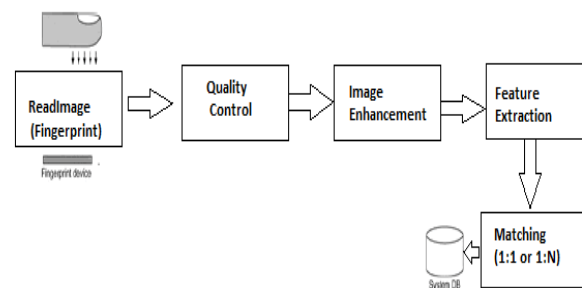 ReadImage
(Fingerprint)
Fingerprint device
Quality
Control
Image
Enhancement
Feature
Extraction
Matching
(1:1 or 1:N)
System DB